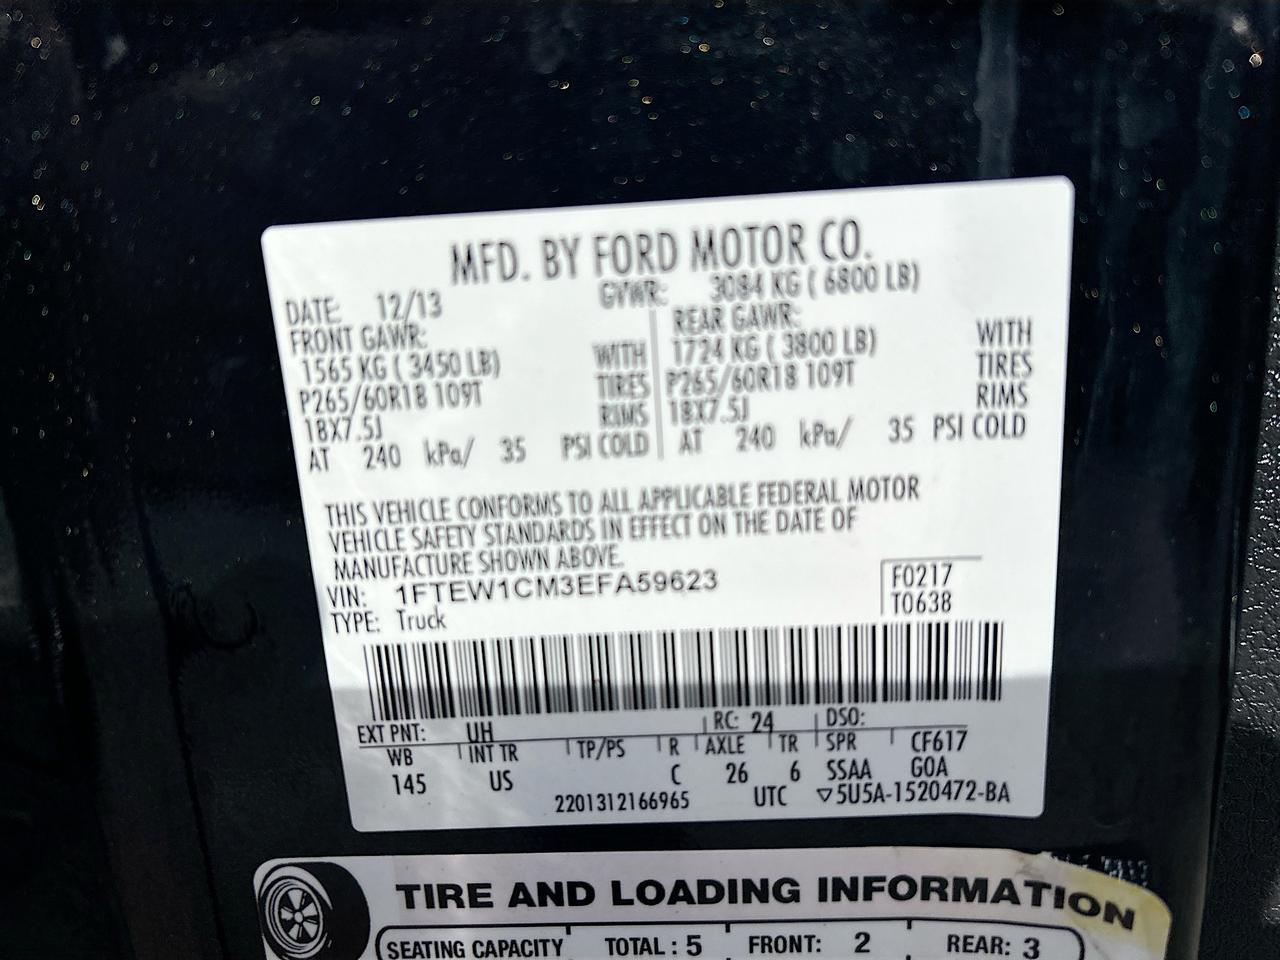 MFD. BY FORD MOTOR CO.
DATE: 12/13 GVWR: 3084 KG ( 6800 LB)
FRONT GAWR: REAR GAWR:
1565 KG ( 3450 LB) WITH 1724 KG ( 3800 LB) WITH
P265/60R18 109T TIRES P265/60R18 109T TIRES
18X7.5J RIMS 18X7.5J RIMS
AT 240 kPa/ 35 PSI COLD AT 240 kPa/ 35 PSI COLD
THIS VEHICLE CONFORMS TO ALL APPLICABLE FEDERAL MOTOR
VEHICLE SAFETY STANDARDS IN EFFECT ON THE DATE OF
MANUFACTURE SHOWN ABOVE.
VIN: 1FTEW1CM3EFA59623 F0217
TYPE: Truck T0638
EXT PNT: UH RC: 24 DSO:
WB INT TR TP/PS R AXLE TR SPR CF617
145 US C 26 6 SSAA GOA
2201312166965 UTC ▽5U5A-1520472-BA
TIRE AND LOADING INFORMATION
SEATING CAPACITY TOTAL : 5 FRONT: 2 REAR: 3